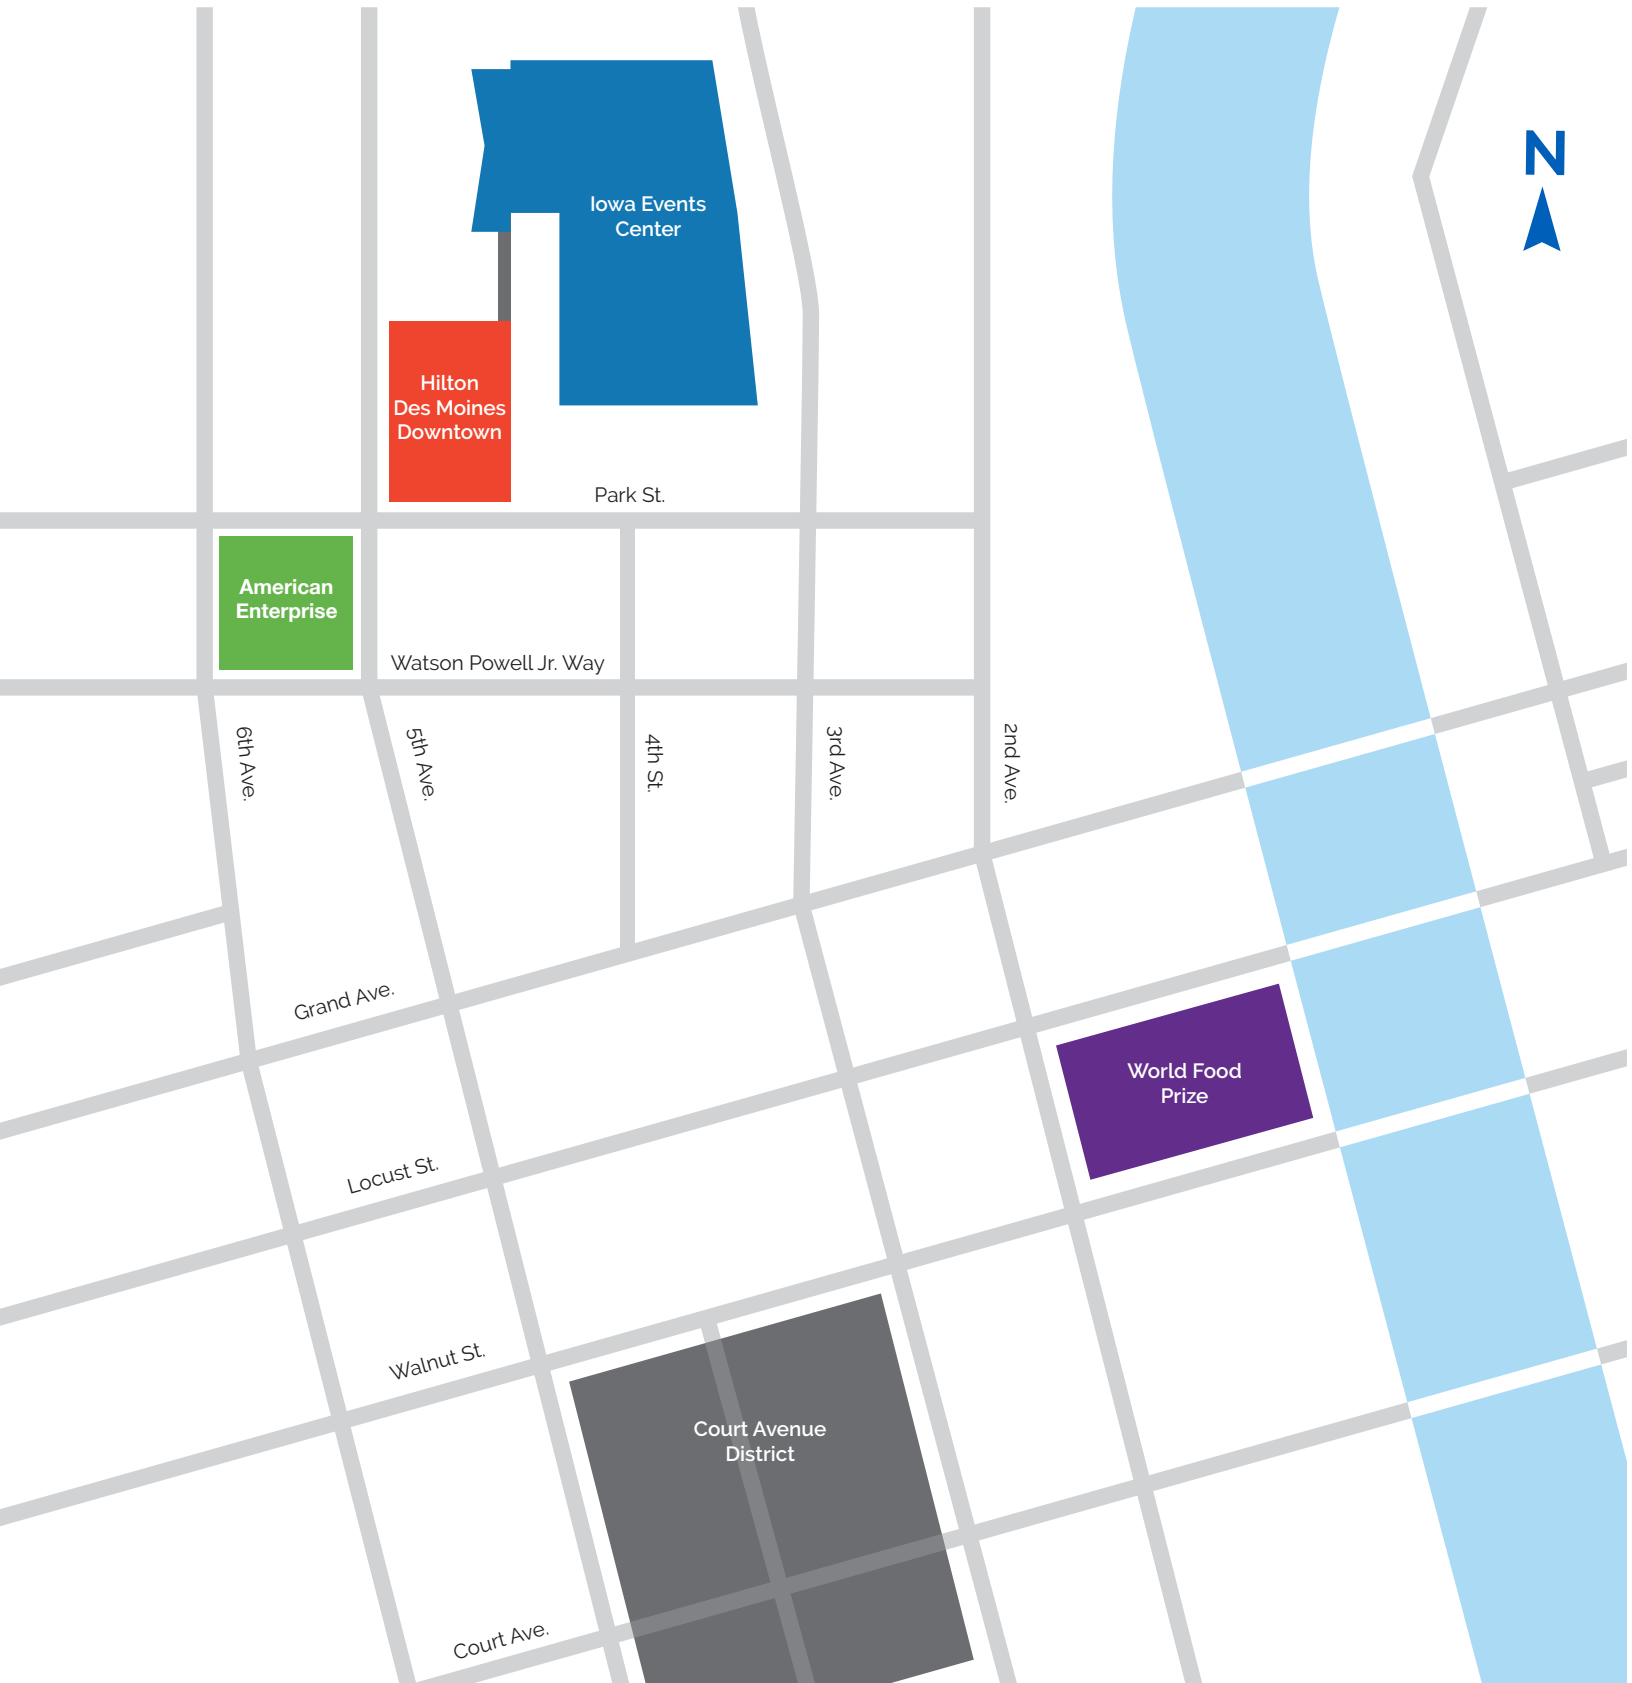 N
Iowa Events
Center
Hilton
Des Moines
Downtown
Park St.
American
Enterprise
Watson Powell Jr. Way
6th Ave.
5th Ave.
4th St.
3rd Ave.
2nd Ave.
Grand Ave.
World Food
Prize
Locust St.
Walnut St.
Court Avenue
District
Court Ave.